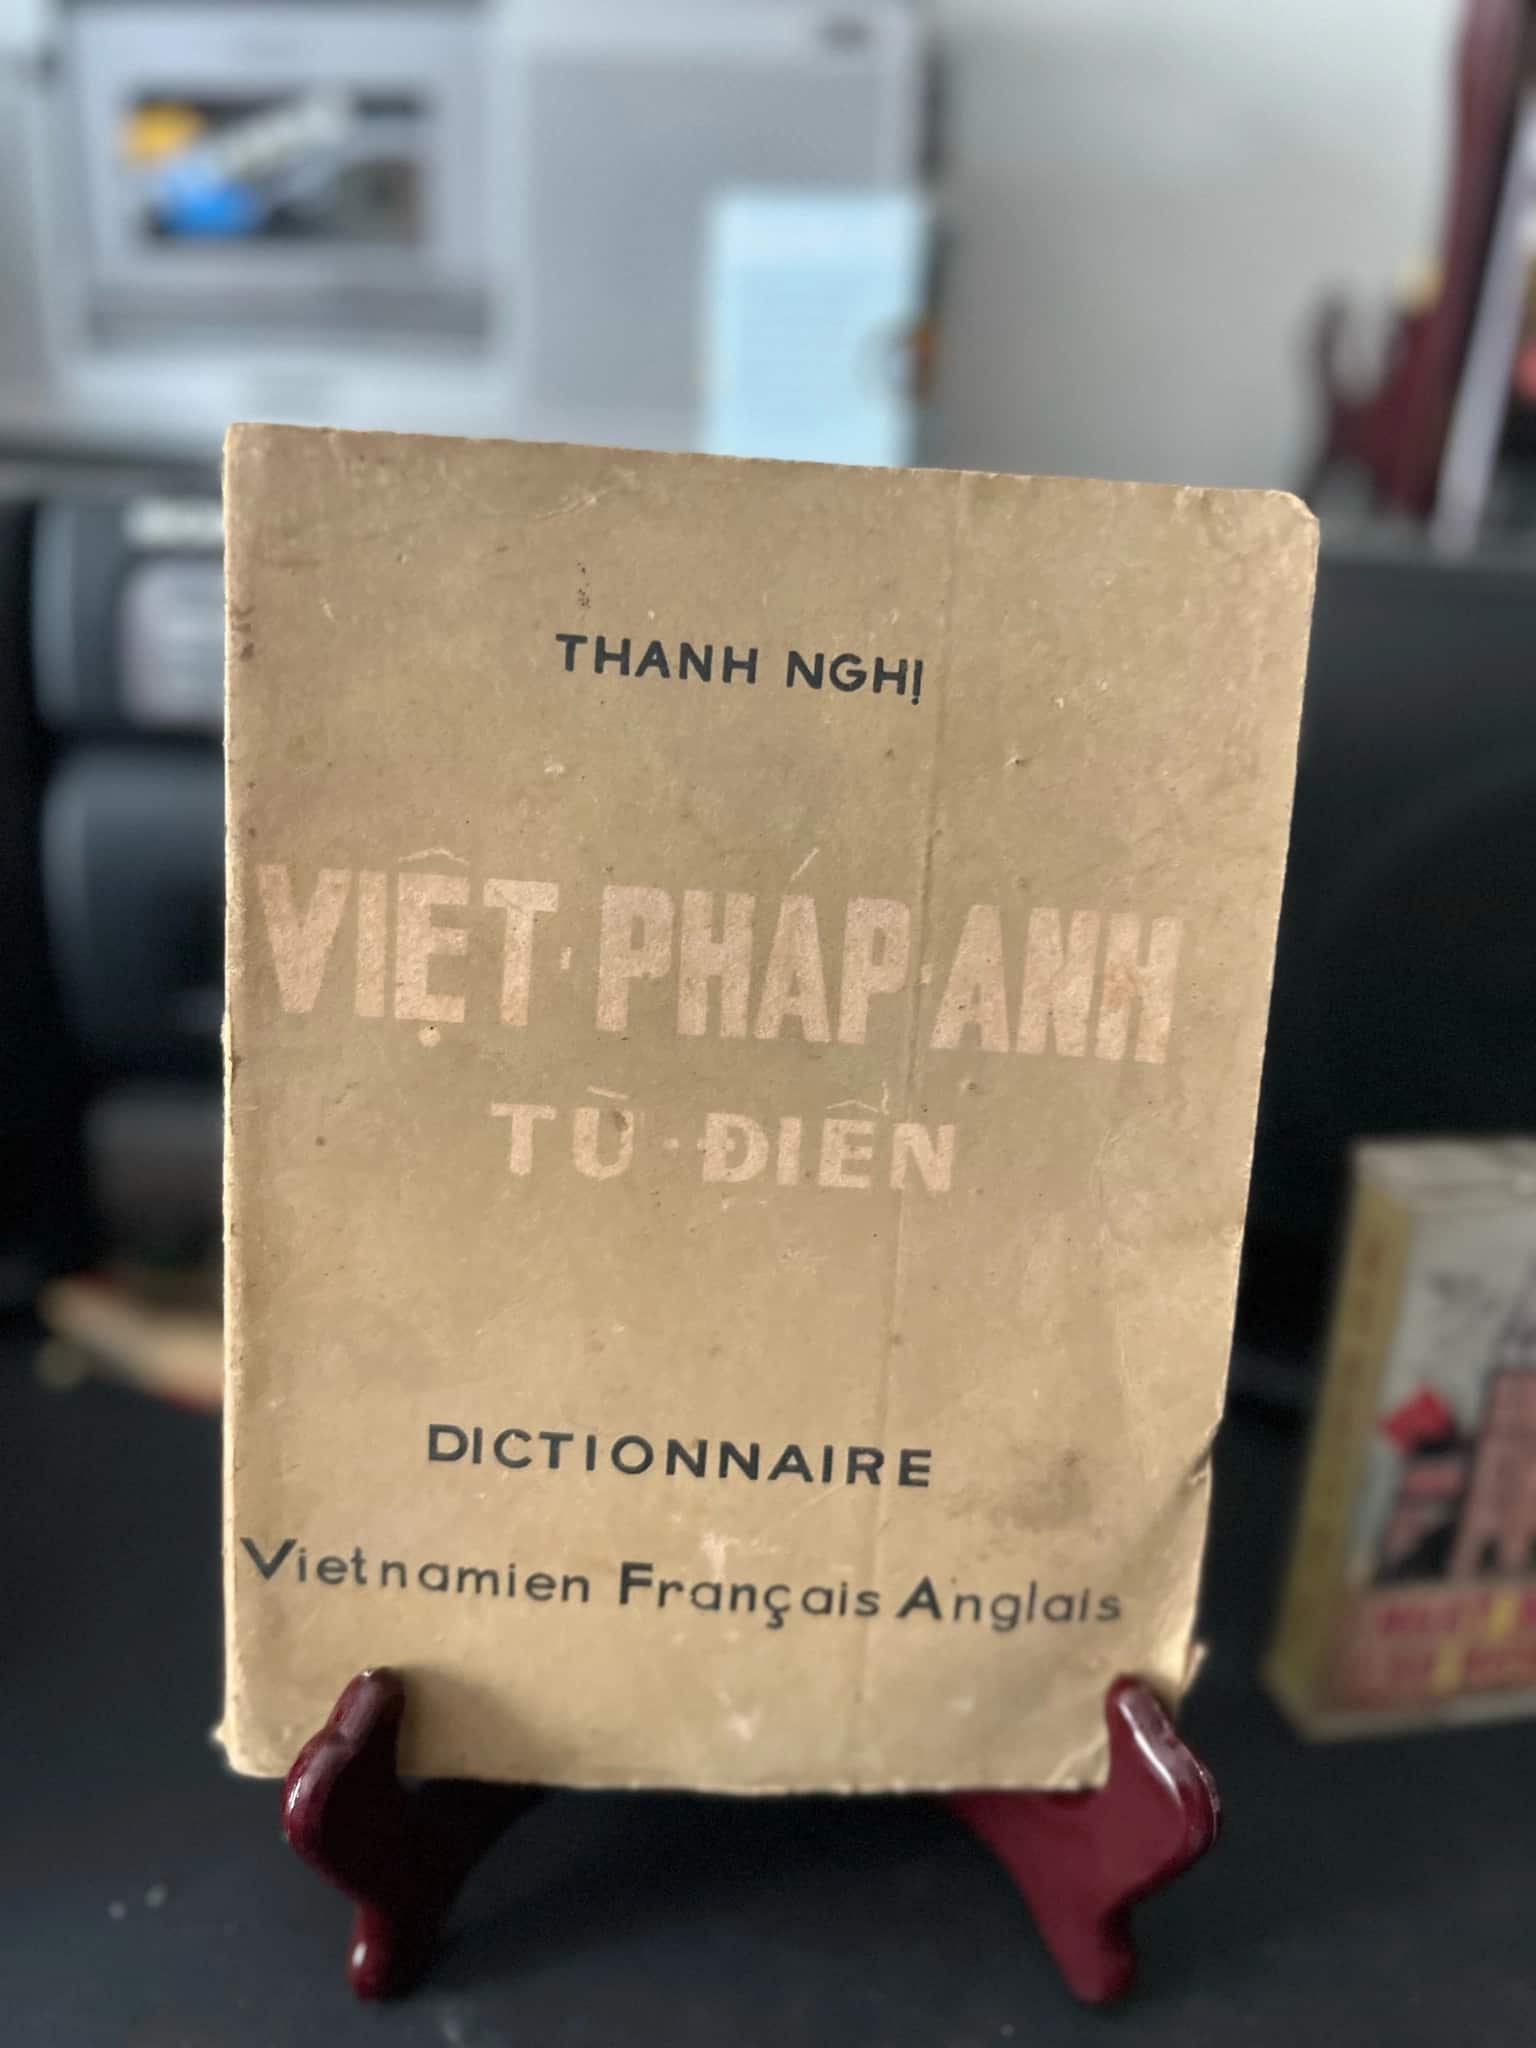 THANH NGHỊ
VIỆT·PHÁP·ANH
TỪ·ĐIỂN
DICTIONNAIRE
Vietnamien Français Anglais